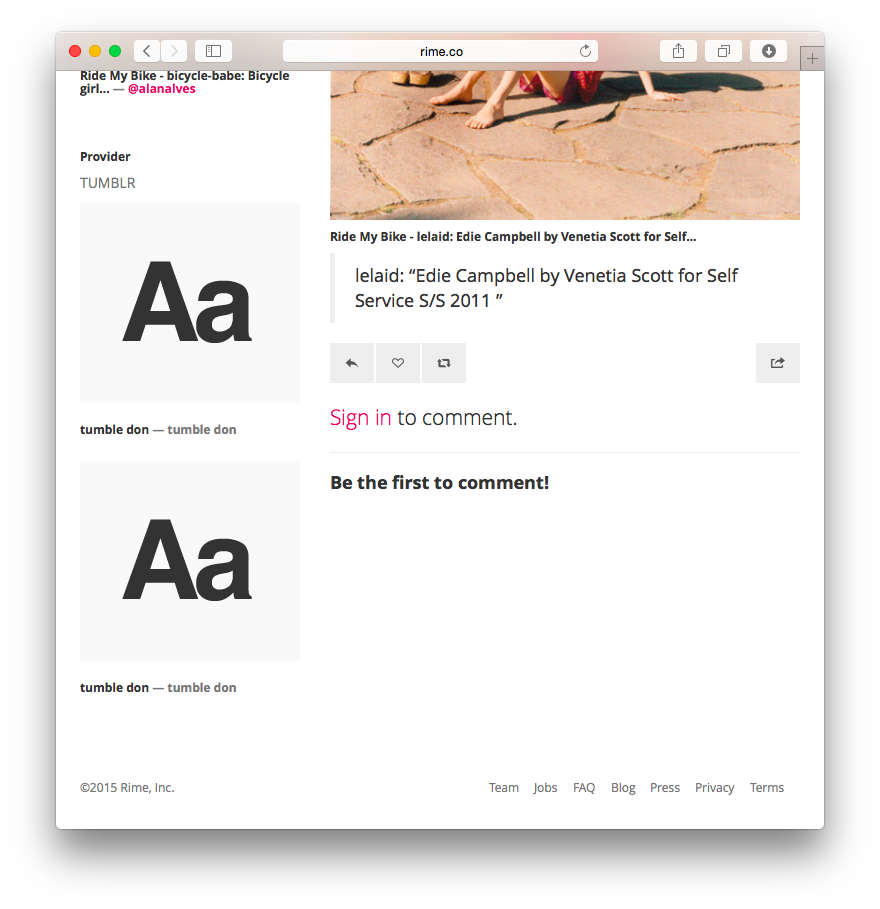 rime.co
Ride My Bike - bicycle-babe: Bicycle
girl... — @alanalves
Provider
TUMBLR
Aa
tumble don — tumble don
Aa
tumble don — tumble don
Ride My Bike - lelaid: Edie Campbell by Venetia Scott for Self...
lelaid: “Edie Campbell by Venetia Scott for Self
Service S/S 2011 ”
Sign in to comment.
Be the first to comment!
©2015 Rime, Inc.
Team Jobs FAQ Blog Press Privacy Terms